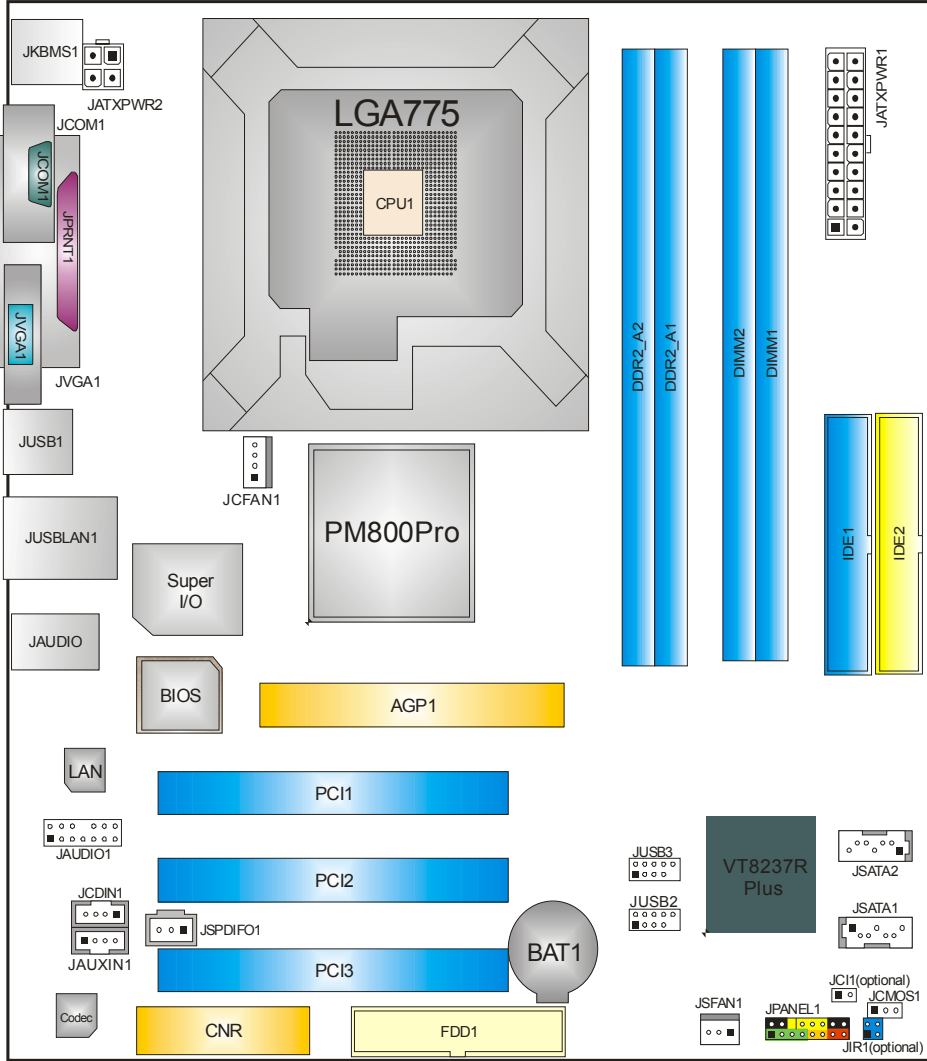 JKBMS1
JATXPWR2
JCOM1
JCOM1
JPRNT1
JVGA1
JVGA1
LGA775
CPU1
DDR2_A2
DDR2_A1
DIMM2
DIMM1
JATXPWR1
IDE1
IDE2
JUSB1
JCFAN1
PM800Pro
JUSBLAN1
Super
I/O
JAUDIO
BIOS
AGP1
LAN
PCI1
JAUDIO1
PCI2
JUSB3
VT8237R
Plus
JSATA2
JCDIN1
JUSB2
JSATA1
JSPDIFO1
JAUXIN1
PCI3
BAT1
JCI1(optional)
JCMOS1
Codec
CNR
FDD1
JSFAN1
JPANEL1
JIR1(optional)